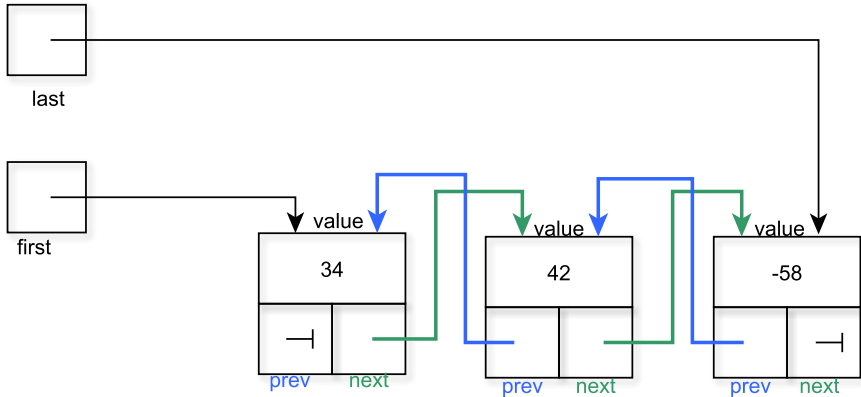 last
first
value
value
value
34
42
-58
prev
next
prev
next
prev
next